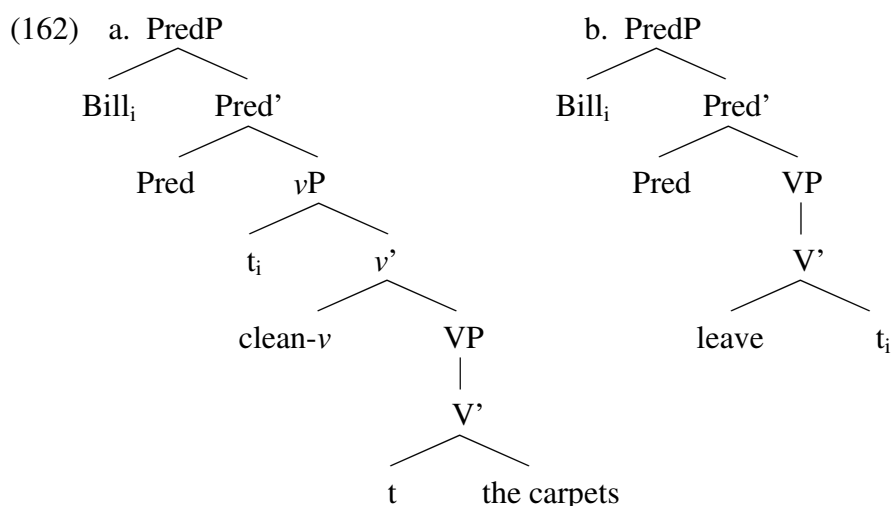 (162) a. PredP b. PredP
Billi Pred’ Billi Pred’
Pred vP Pred VP
ti v’ V’
clean-v VP leave ti
V’
t the carpets